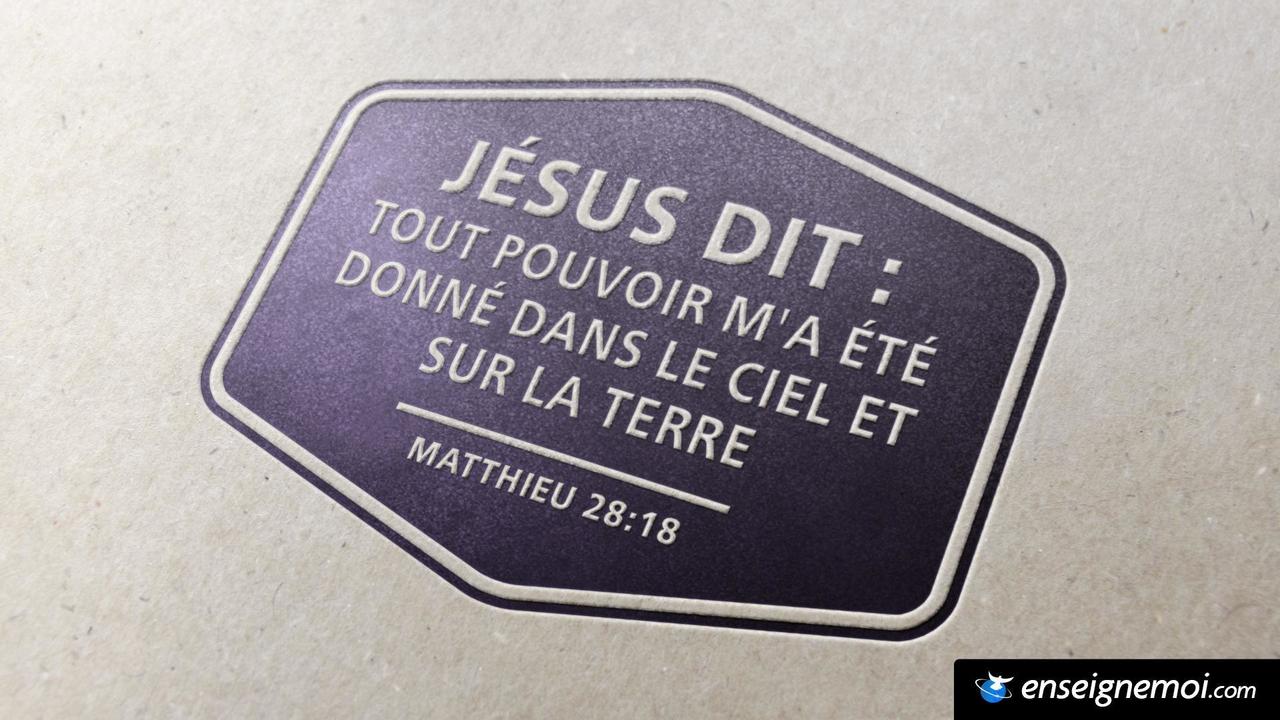 JÉSUS DIT :
TOUT POUVOIR M'A ÉTÉ
DONNÉ DANS LE CIEL ET
SUR LA TERRE
MATTHIEU 28:18
enseignemoi.com